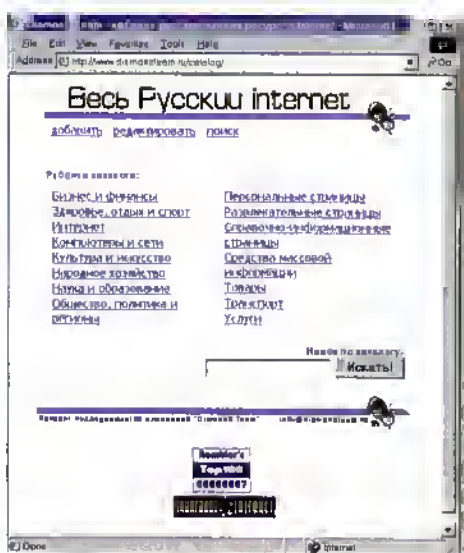 File Edit View Favorites Tools Help
Address
Весь Русский internet
добавить редактировать поиск
Бизнес и финансы
Здоровье, отдых и спорт
Интернет
Компьютеры и сети
Культура и искусство
Народное хозяйство
Наука и образование
Общество, политика и
регионы
Персональные страницы
Развлекательные страницы
Справочно-информационные
страницы
Средства массовой
информации
Товары
Транспорт
Услуги
Искать!
Rambler's
Top100
Internet